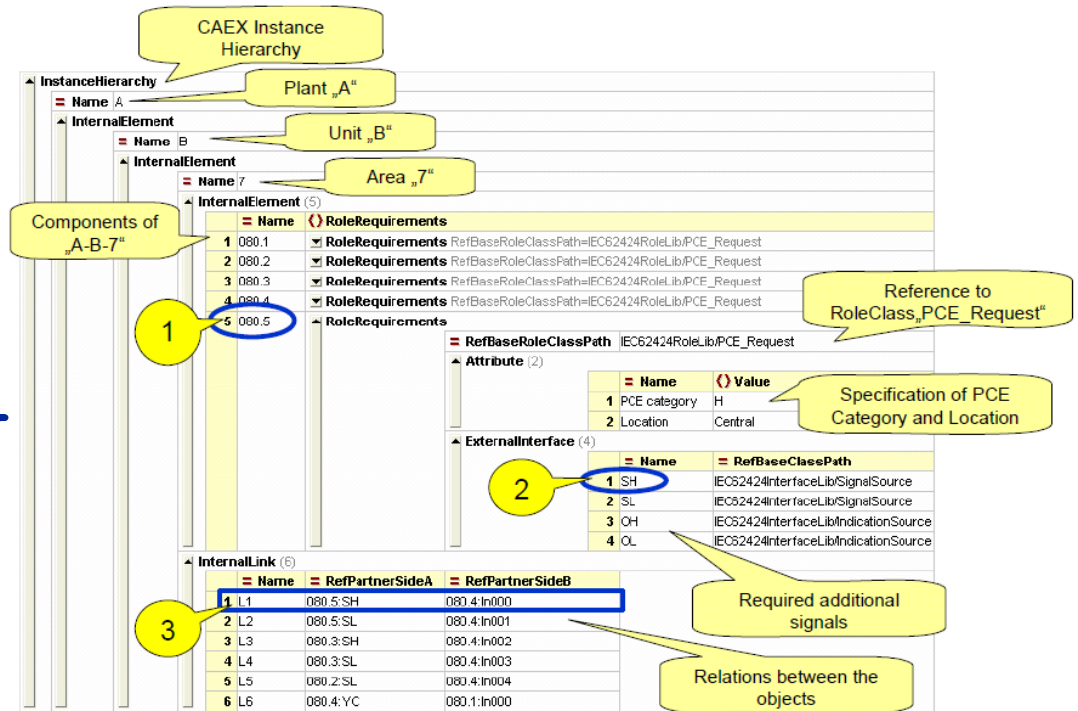 CAEX Instance
Hierarchy
InstanceHierarchy
Plant „A“
= Name A
InternalElement
Unit „B“
= Name B
InternalElement
Area „7“
= Name 7
InternalElement (5)
Components of
„A-B-7“
= Name () RoleRequirements
1 080.1 RoleRequirements RefBaseRoleClassPath=IEC62424RoleLib/PCE_Request
2 080.2 RoleRequirements RefBaseRoleClassPath=IEC62424RoleLib/PCE_Request
3 080.3 RoleRequirements RefBaseRoleClassPath=IEC62424RoleLib/PCE_Request
4 080.4 RoleRequirements RefBaseRoleClassPath=IEC62424RoleLib/PCE_Request
Reference to
RoleClass„PCE_Request“
1
5 080.5 RoleRequirements
= RefBaseRoleClassPath IEC62424RoleLib/PCE_Request
Attribute (2)
= Name () Value
1 PCE category H
2 Location Central
Specification of PCE
Category and Location
ExternalInterface (4)
= Name = RefBaseClassPath
2
1 SH IEC62424InterfaceLib/SignalSource
2 SL IEC62424InterfaceLib/SignalSource
3 OH IEC62424InterfaceLib/IndicationSource
4 OL IEC62424InterfaceLib/IndicationSource
InternalLink (6)
= Name = RefPartnerSideA = RefPartnerSideB
1 L1 080.5:SH 080.4:In000
2 L2 080.5:SL 080.4:In001
3
3 L3 080.3:SH 080.4:In002
4 L4 080.3:SL 080.4:In003
5 L5 080.2:SL 080.4:In004
6 L6 080.4:YC 080.1:In000
Required additional
signals
Relations between the
objects